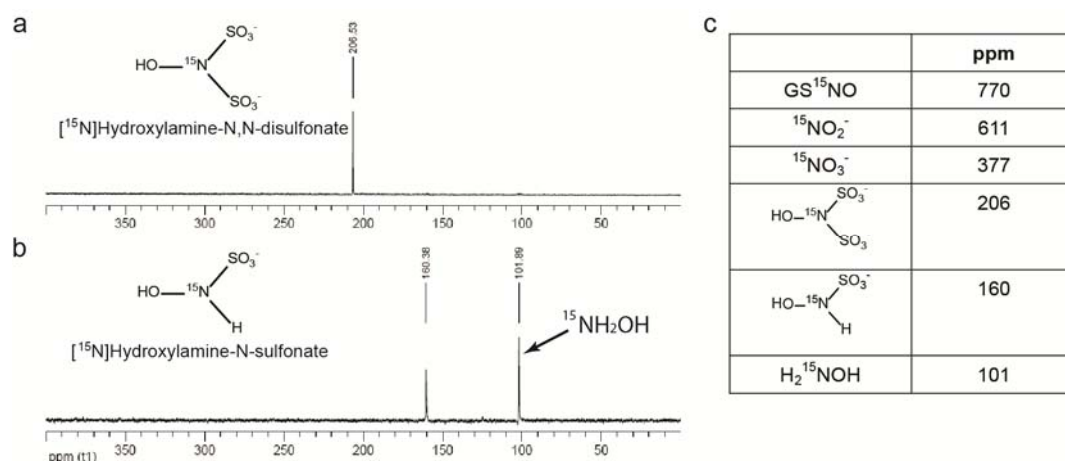 a
SO₃⁻
HO—¹⁵N
SO₃⁻
[¹⁵N]Hydroxylamine-N,N-disulfonate
206.53
350 300 250 200 150 100 50
b
SO₃⁻
HO—¹⁵N
H
[¹⁵N]Hydroxylamine-N-sulfonate
160.38
101.89
¹⁵NH₂OH
350 300 250 200 150 100 50
ppm (t1)
c
ppm
GS¹⁵NO 770
¹⁵NO₂⁻ 611
¹⁵NO₃⁻ 377
SO₃⁻
HO—¹⁵N 206
SO₃
SO₃⁻
HO—¹⁵N 160
H
H₂¹⁵NOH 101